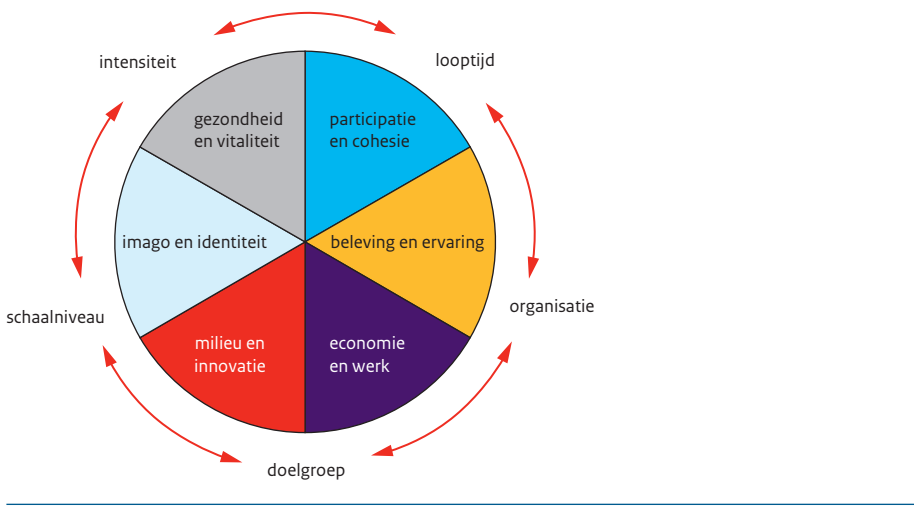 intensiteit
looptijd
gezondheid
en vitaliteit
participatie
en cohesie
imago en identiteit
beleving en ervaring
schaalniveau
organisatie
milieu en
innovatie
economie
en werk
doelgroep